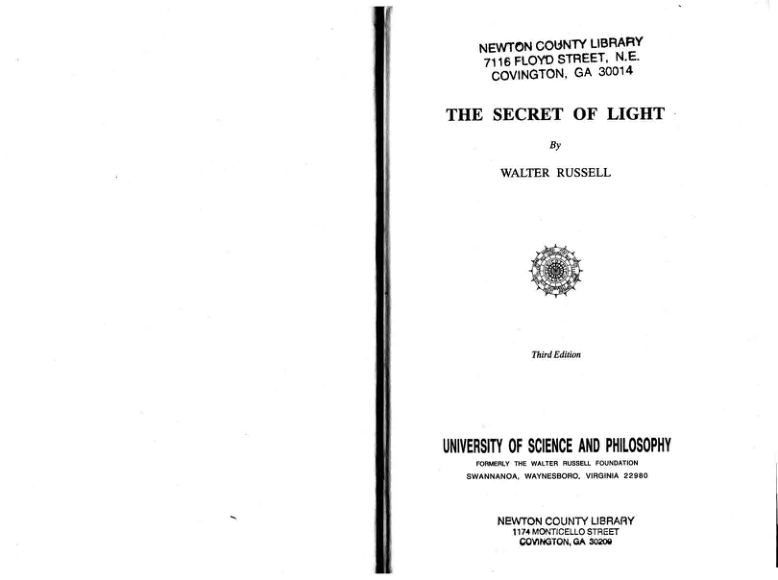 NEWTON COUNTY LIBRARY
7116 FLOYD STREET, N.E.
COVINGTON, GA 30014
THE SECRET OF LIGHT
By
WALTER RUSSELL
Third Edition
UNIVERSITY OF SCIENCE AND PHILOSOPHY
FORMERLY THE WALTER RUSSELL FOUNDATION
SWANNANOA, WAYNESBORO, VIRGINIA 22980
NEWTON COUNTY LIBRARY
1174 MONTICELLO STREET
COVINGTON, GA 30209